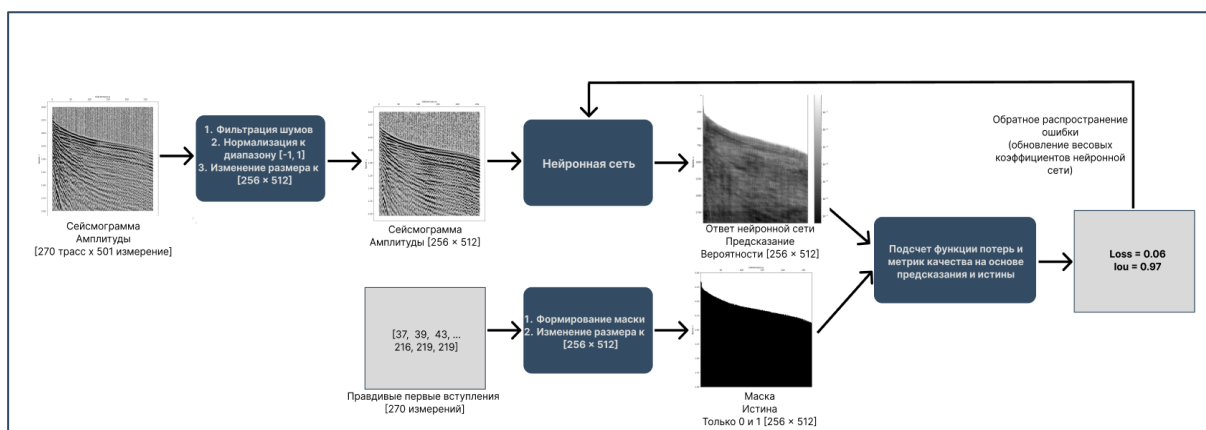 1. Фильтрация шумов
2. Нормализация к
диапазону [-1, 1]
3. Изменение размера к
[256 × 512]
Сейсмограмма
Амплитуды
[270 трасс x 501 измерение]
Сейсмограмма
Амплитуды [256 × 512]
Нейронная сеть
Ответ нейронной сети
Предсказание
Вероятности [256 × 512]
Обратное распространение
ошибки
(обновление весовых
коэффициентов нейронной
сети)
Подсчет функции потерь и
метрик качества на основе
предсказания и истины
Loss = 0.06
Iou = 0.97
[37, 39, 43, ...
216, 219, 219]
Правдивые первые вступления
[270 измерений]
1. Формирование маски
2. Изменение размера к
[256 × 512]
Маска
Истина
Только 0 и 1 [256 × 512]